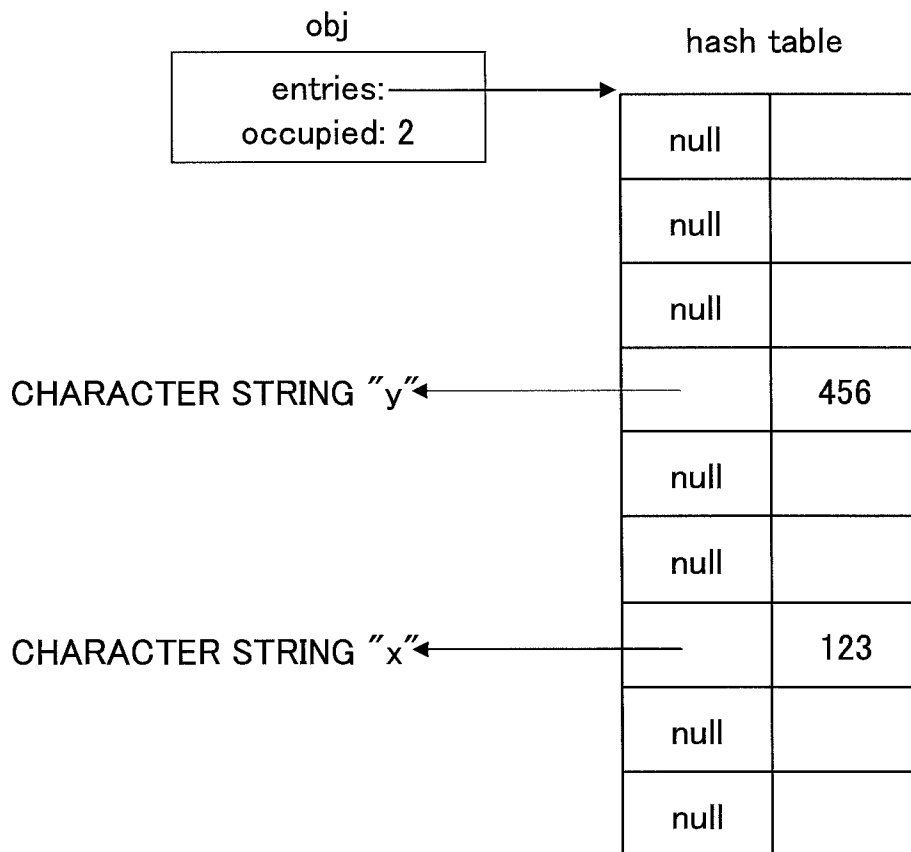 obj
hash table
entries:
occupied: 2
null
null
null
CHARACTER STRING "y"
456
null
null
CHARACTER STRING "x"
123
null
null